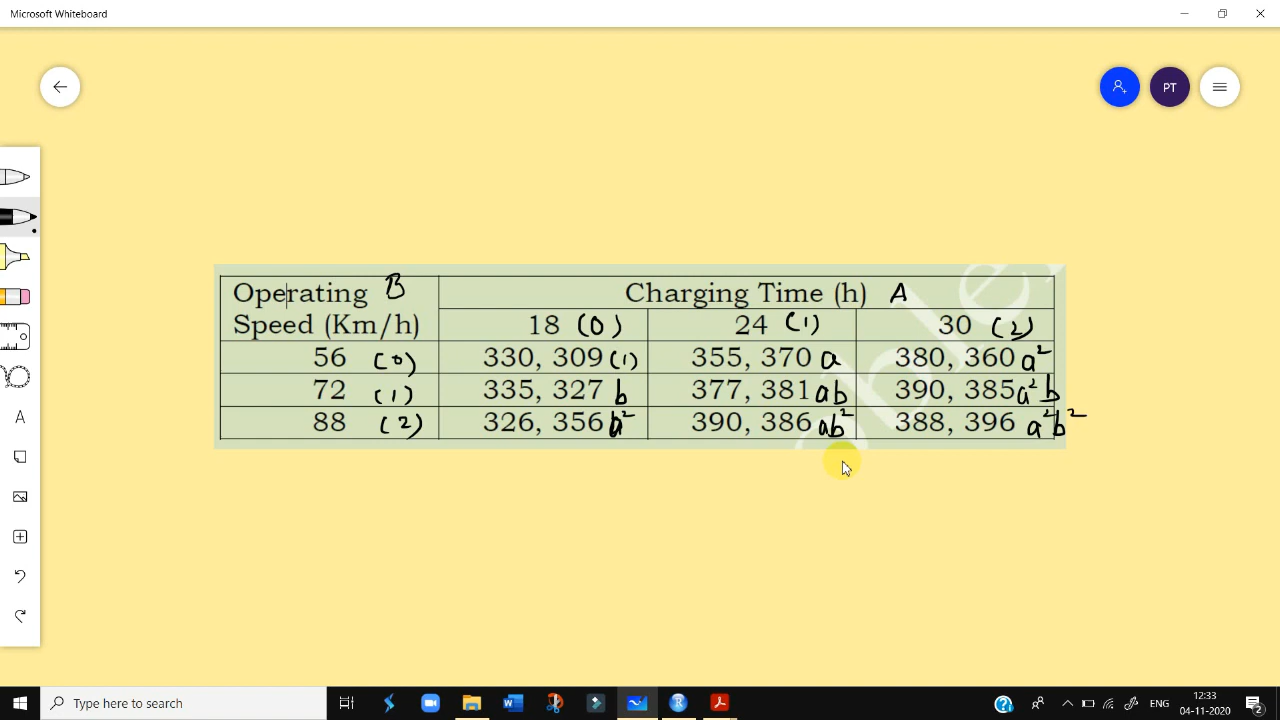 Microsoft Whiteboard
PT
Operating B Charging Time (h) A
Speed (Km/h) 18 (0) 24 (1) 30 (2)
56 (0) 330, 309 (1) 355, 370 a 380, 360 a²
72 (1) 335, 327 b 377, 381 ab 390, 385 a²b
88 (2) 326, 356 b² 390, 386 ab² 388, 396 a²b²
A
Type here to search
ENG
12:33
04-11-2020
2